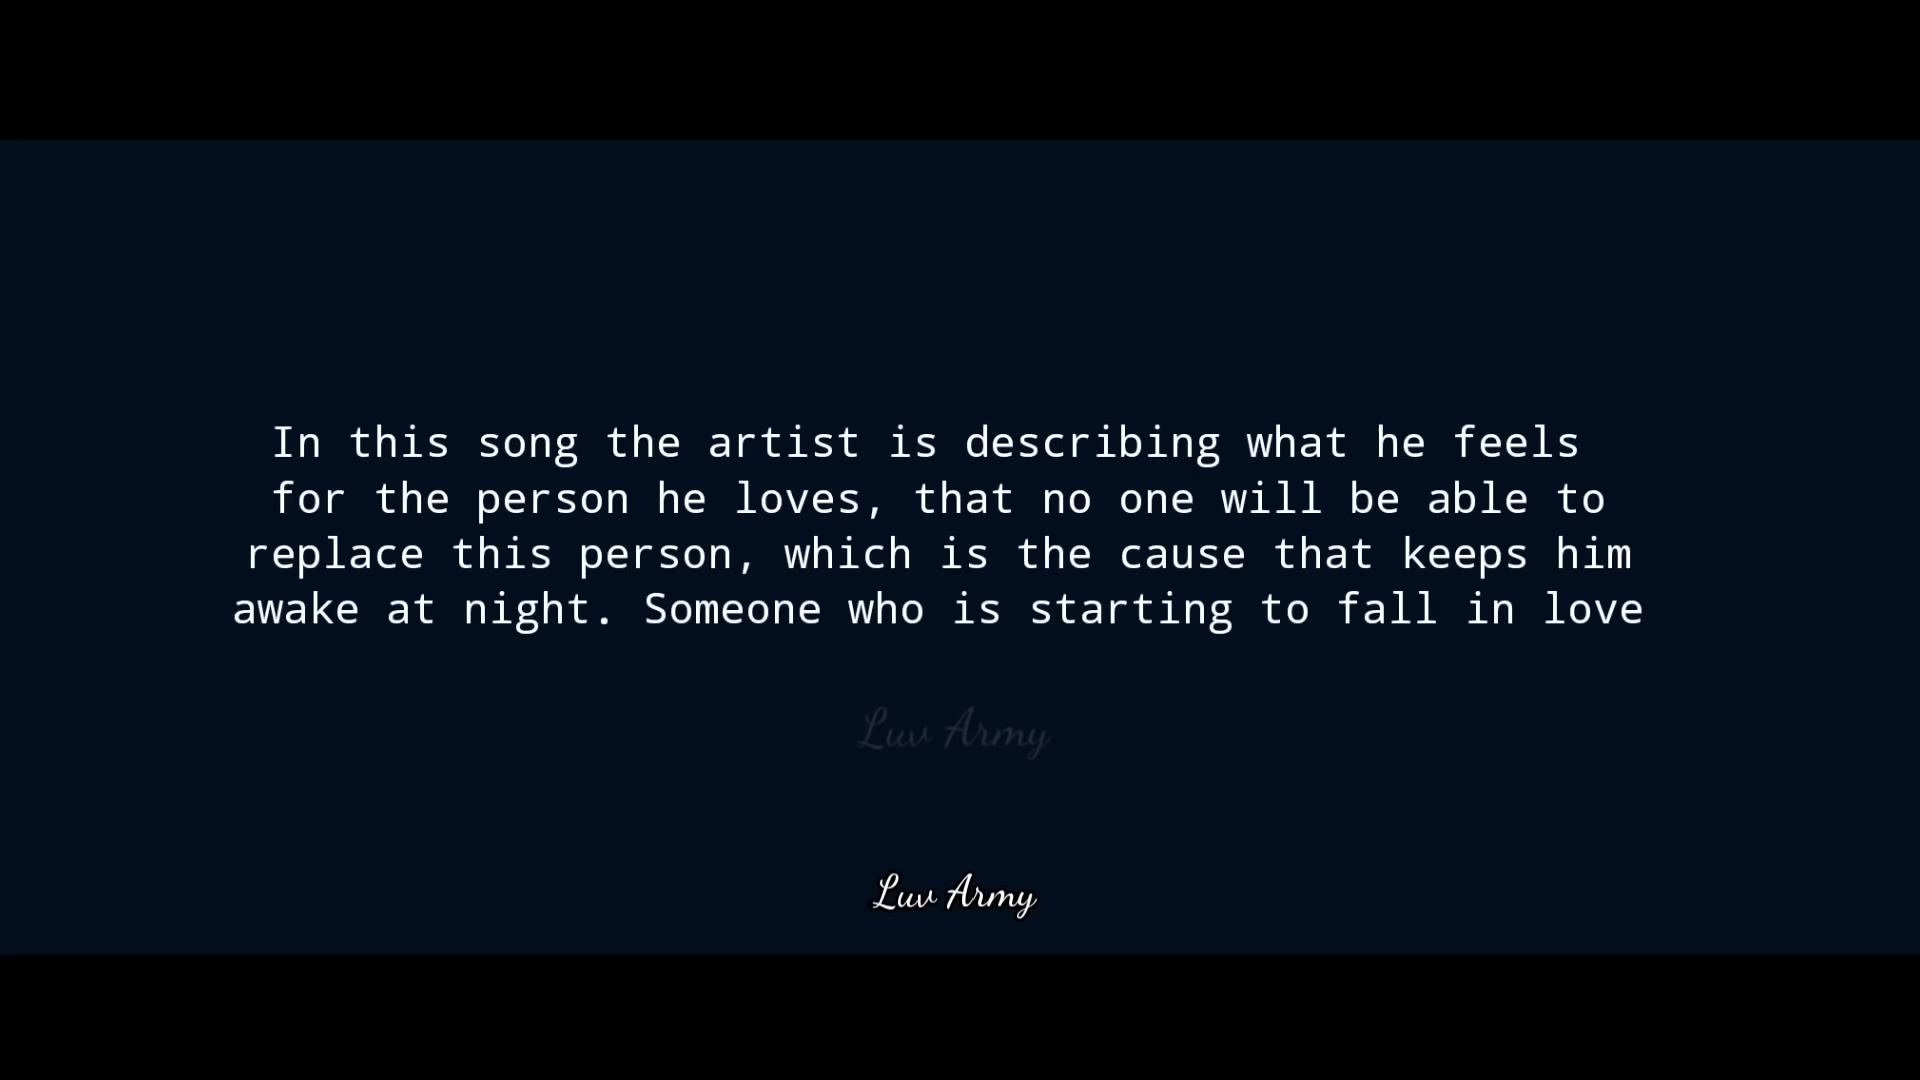 In this song the artist is describing what he feels
for the person he loves, that no one will be able to
replace this person, which is the cause that keeps him
awake at night. Someone who is starting to fall in love
Luv Army
Luv Army